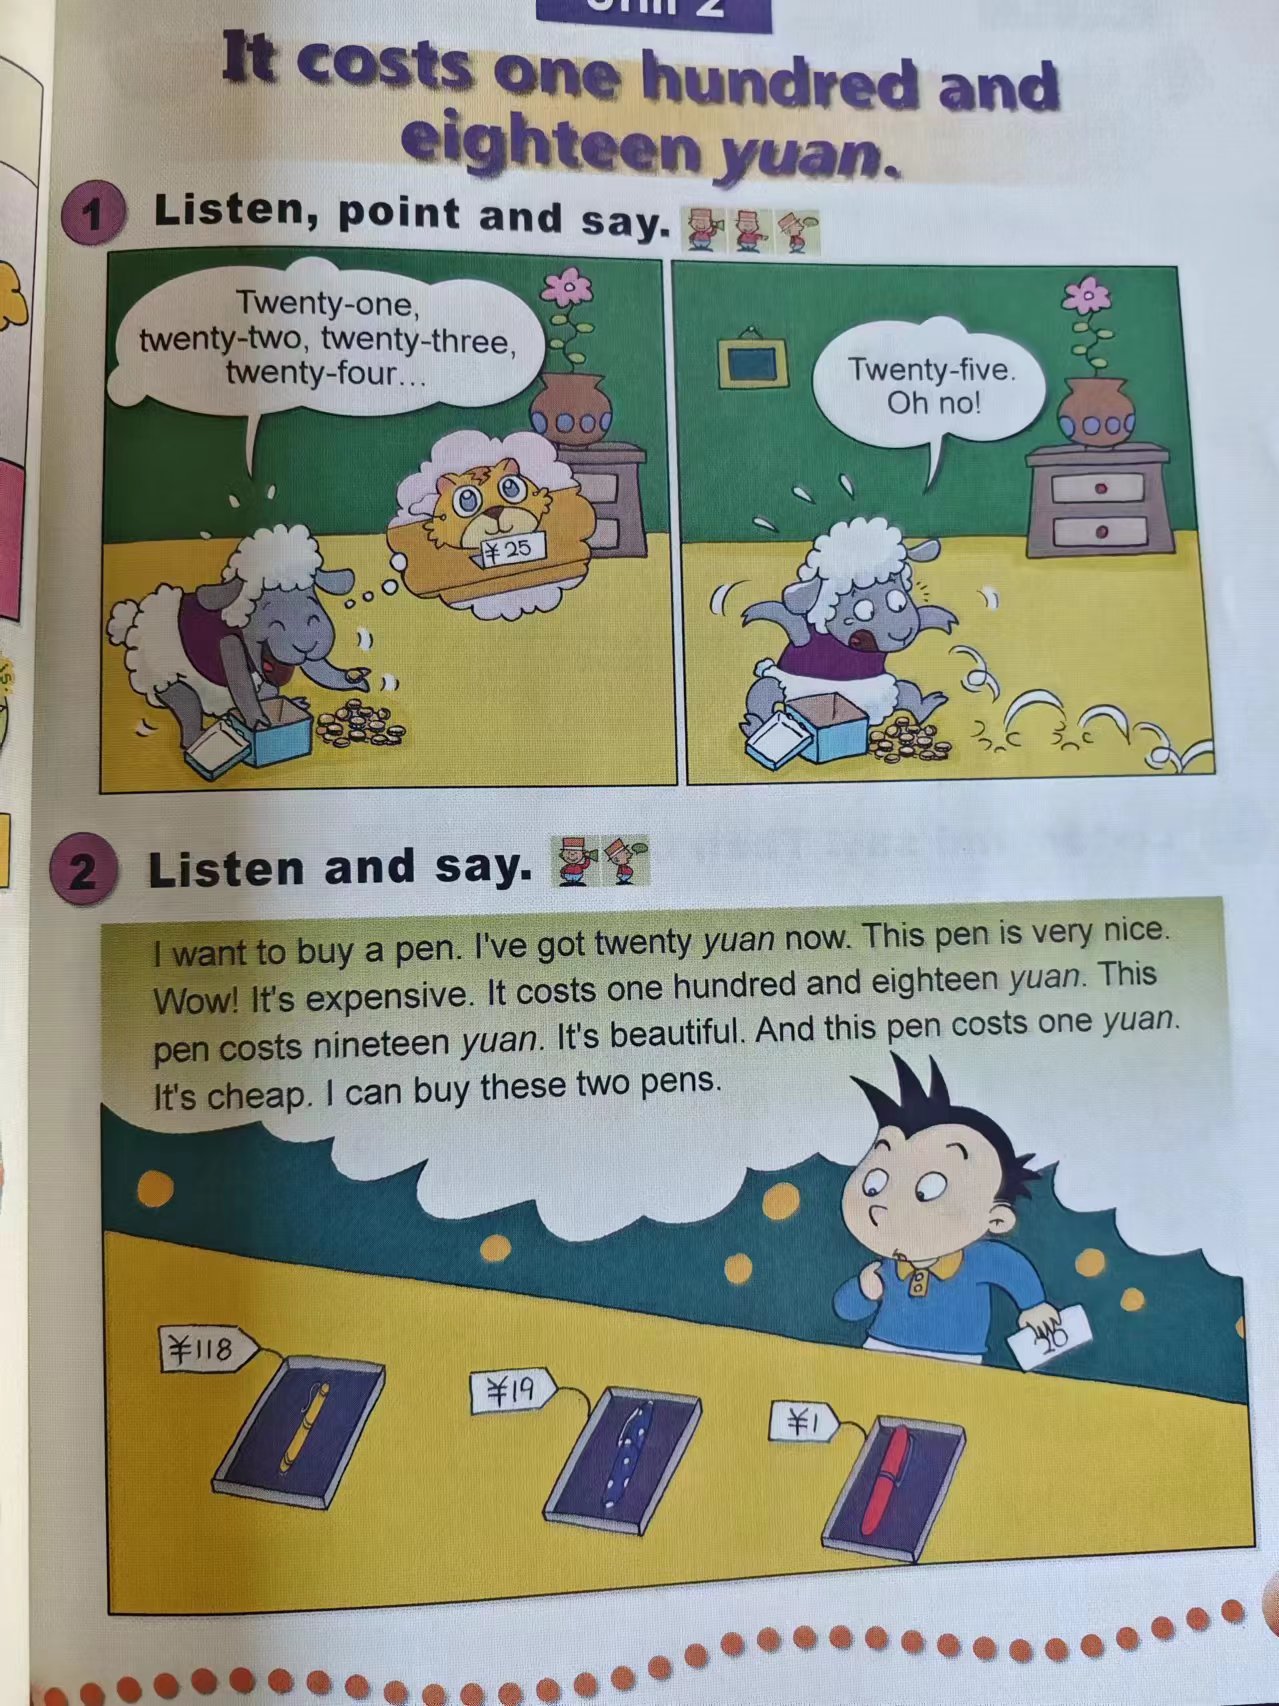 Unit 2
It costs one hundred and
eighteen yuan.
1 Listen, point and say.
Twenty-one,
twenty-two, twenty-three,
twenty-four...
¥25
Twenty-five.
Oh no!
2 Listen and say.
I want to buy a pen. I've got twenty yuan now. This pen is very nice.
Wow! It's expensive. It costs one hundred and eighteen yuan. This
pen costs nineteen yuan. It's beautiful. And this pen costs one yuan.
It's cheap. I can buy these two pens.
¥118
¥19
¥1